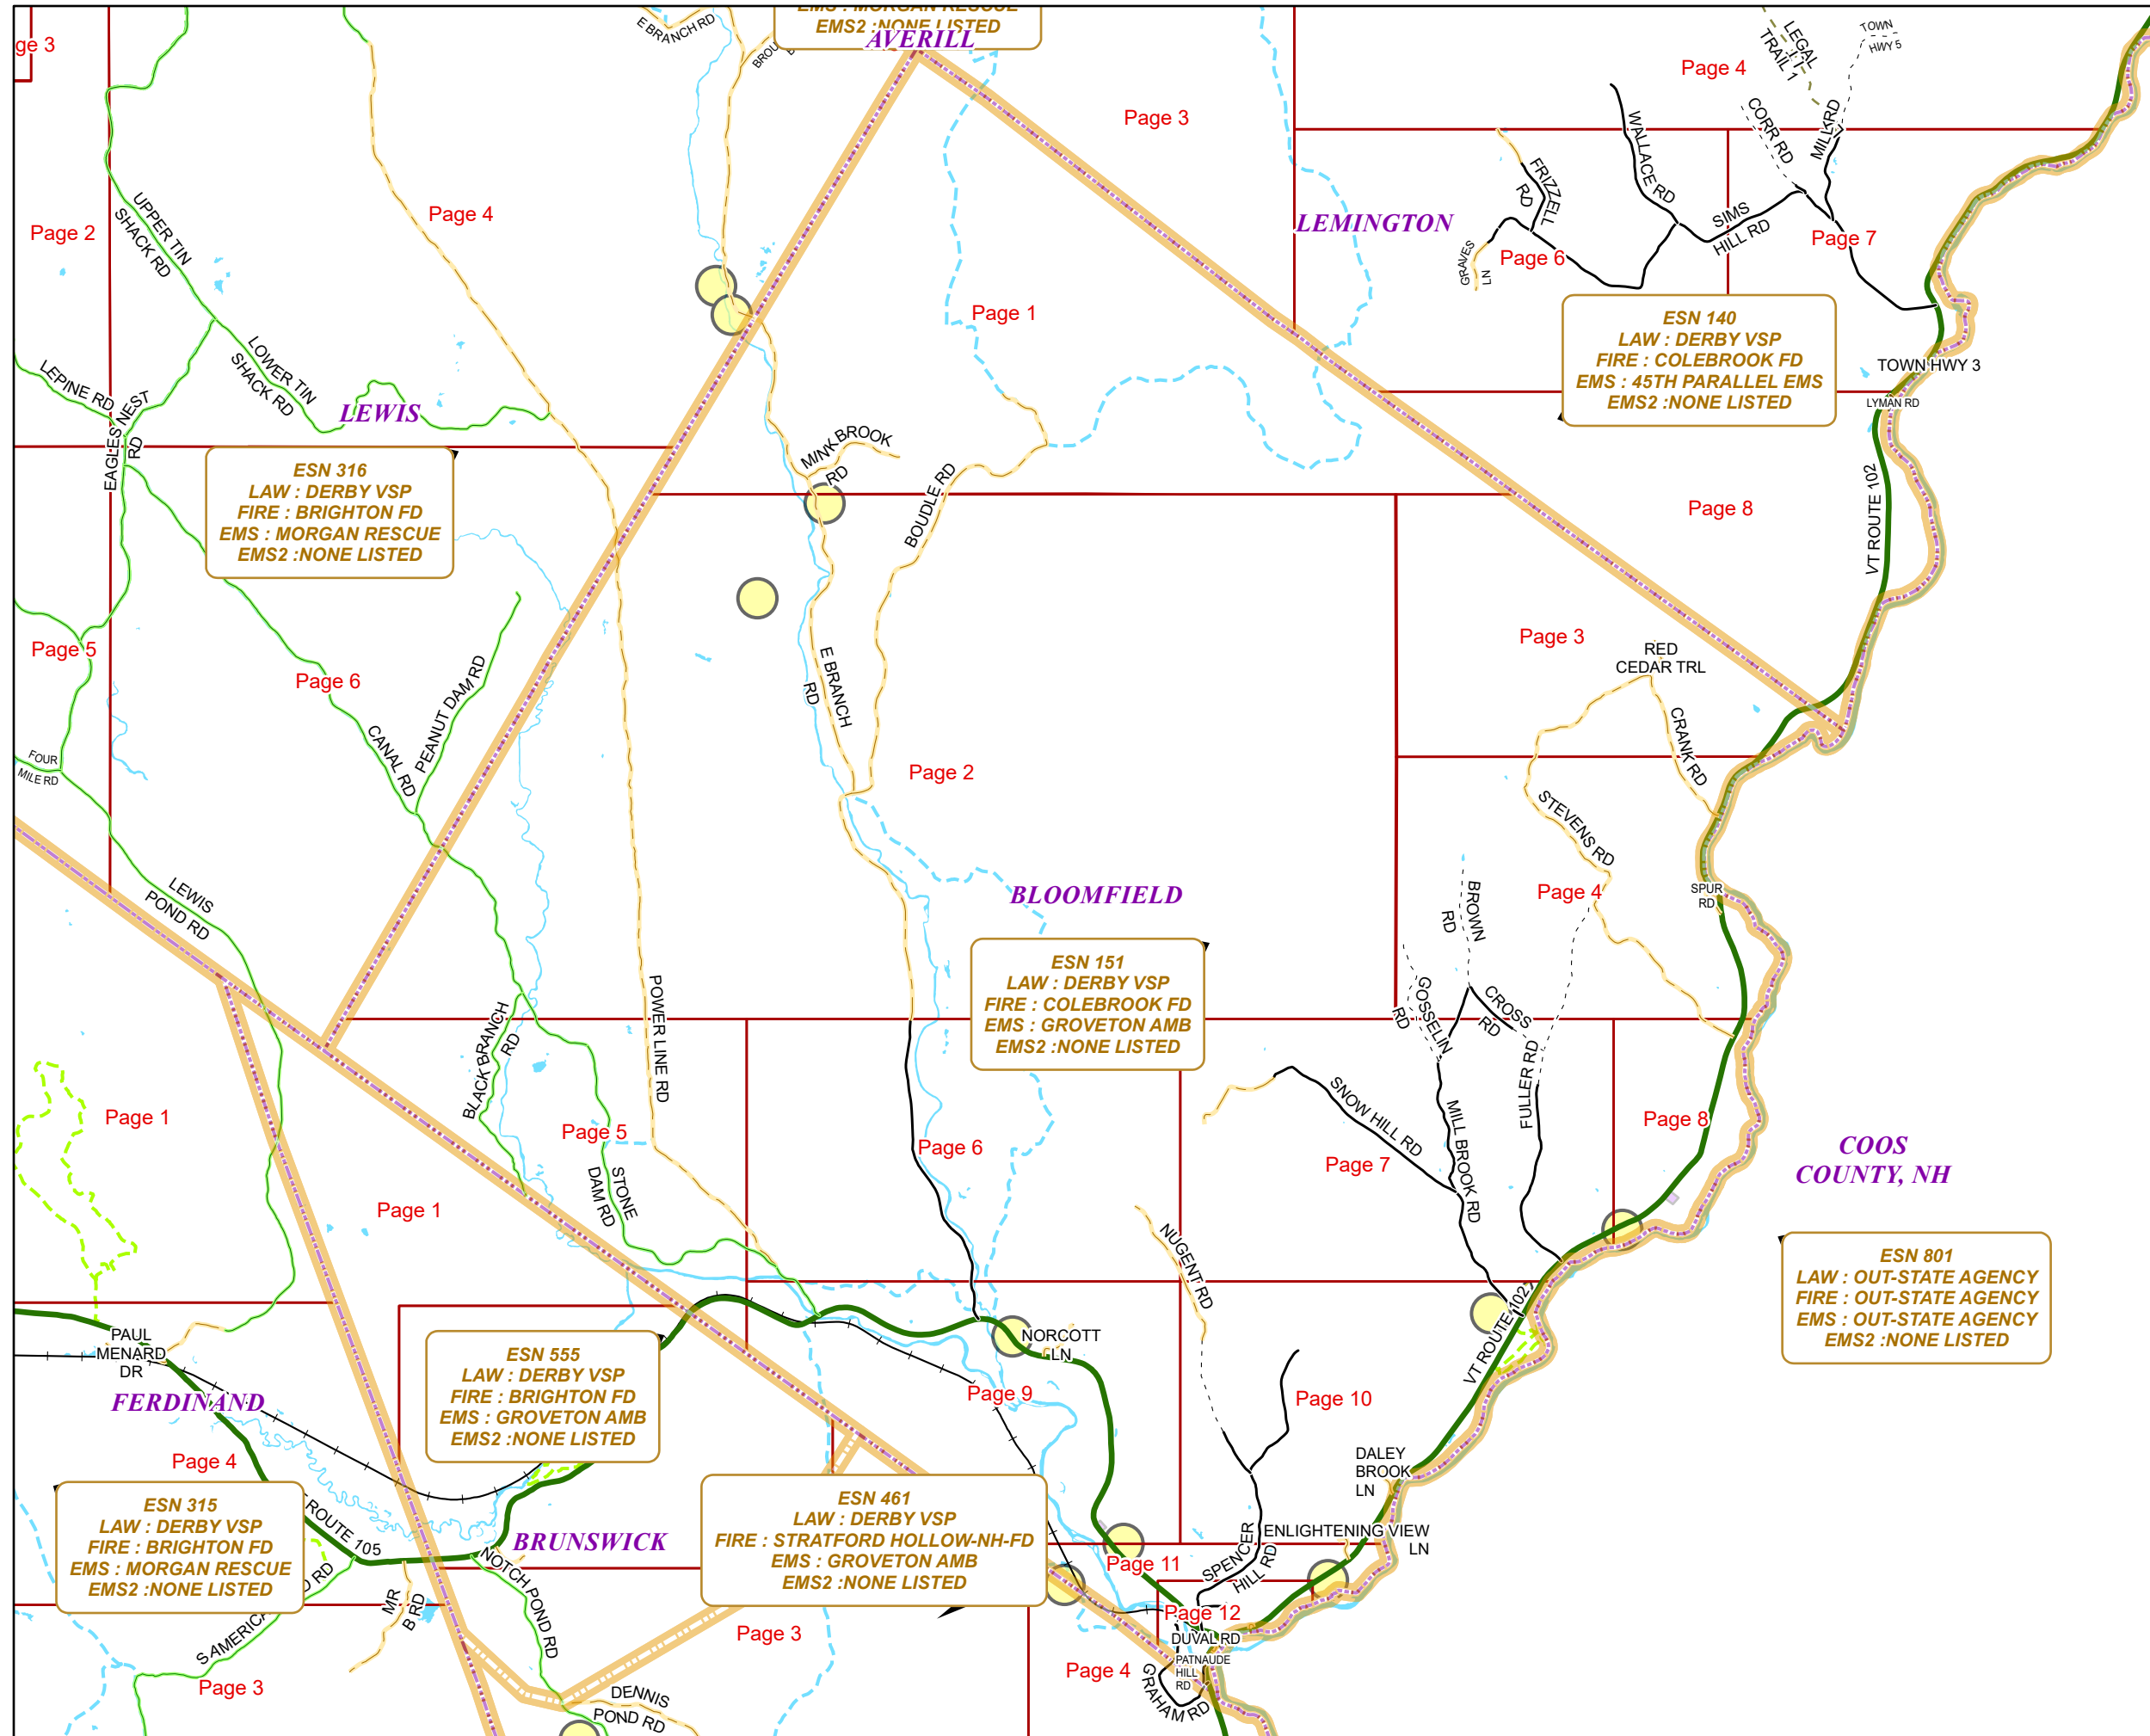 EMS : MORGAN RESCUE
EMS2 :NONE LISTED
AVERILL
E BRANCH RD
ge 3
Page 4
Page 2
UPPER TIN
SHACK RD
LOWER TIN
SHACK RD
LEPINE RD
EAGLES NEST
RD
LEWIS
ESN 316
LAW : DERBY VSP
FIRE : BRIGHTON FD
EMS : MORGAN RESCUE
EMS2 :NONE LISTED
Page 5
Page 6
FOUR
MILE RD
CANAL RD
PEANUT DAM RD
LEWIS
POND RD
Page 3
Page 1
MINK BROOK
RD
BOUDLE RD
E BRANCH
RD
Page 2
LEMINGTON
LEGAL
TRAIL 1
TOWN
HWY 5
Page 4
CORR RD
MILL RD
WALLACE RD
FRIZZELL
RD
GRAVES
LN
SIMS
HILL RD
Page 6
Page 7
ESN 140
LAW : DERBY VSP
FIRE : COLEBROOK FD
EMS : 45TH PARALLEL EMS
EMS2 :NONE LISTED
TOWN HWY 3
LYMAN RD
VT ROUTE 102
Page 8
Page 3
RED
CEDAR TRL
CRANK RD
STEVENS RD
Page 4
SPUR
RD
BROWN
RD
GOSSELIN
RD
CROSS
RD
FULLER RD
BLOOMFIELD
ESN 151
LAW : DERBY VSP
FIRE : COLEBROOK FD
EMS : GROVETON AMB
EMS2 :NONE LISTED
BLACK BRANCH
RD
POWER LINE RD
Page 5
STONE
DAM RD
Page 6
SNOW HILL RD
MILL BROOK RD
Page 7
Page 8
COOS
COUNTY, NH
ESN 801
LAW : OUT-STATE AGENCY
FIRE : OUT-STATE AGENCY
EMS : OUT-STATE AGENCY
EMS2 :NONE LISTED
Page 1
Page 1
NUGENT RD
NORCOTT
LN
VT ROUTE 102
Page 9
Page 10
PAUL
MENARD
DR
FERDINAND
Page 4
ESN 555
LAW : DERBY VSP
FIRE : BRIGHTON FD
EMS : GROVETON AMB
EMS2 :NONE LISTED
ESN 315
LAW : DERBY VSP
FIRE : BRIGHTON FD
EMS : MORGAN RESCUE
EMS2 :NONE LISTED
ROUTE 105
BRUNSWICK
ESN 461
LAW : DERBY VSP
FIRE : STRATFORD HOLLOW-NH-FD
EMS : GROVETON AMB
EMS2 :NONE LISTED
DALEY
BROOK
LN
ENLIGHTENING VIEW
LN
SPENCER
HILL RD
Page 11
Page 12
DUVAL RD
PATNAUDE
HILL
RD
GRAHAM RD
Page 4
Page 3
NOTCH POND RD
MR
B RD
RD
Page 3
DENNIS
POND RD